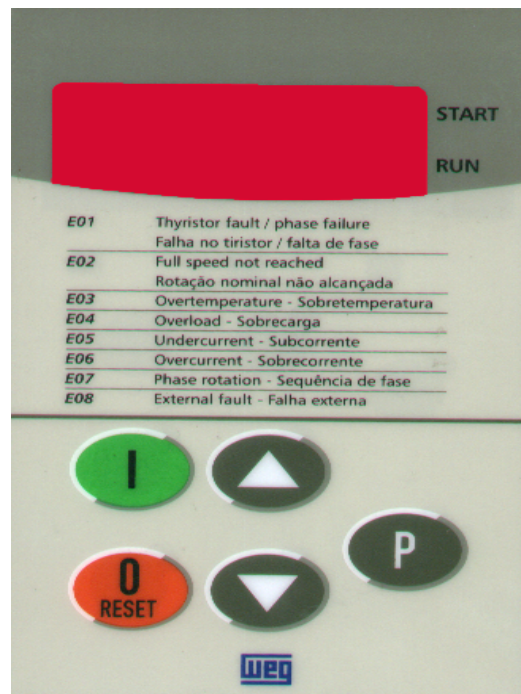 START
RUN
E01 Thyristor fault / phase failure
Falha no tiristor / falta de fase
E02 Full speed not reached
Rotação nominal não alcançada
E03 Overtemperature - Sobretemperatura
E04 Overload - Sobrecarga
E05 Undercurrent - Subcorrente
E06 Overcurrent - Sobrecorrente
E07 Phase rotation - Sequência de fase
E08 External fault - Falha externa
I
P
0
RESET
weg